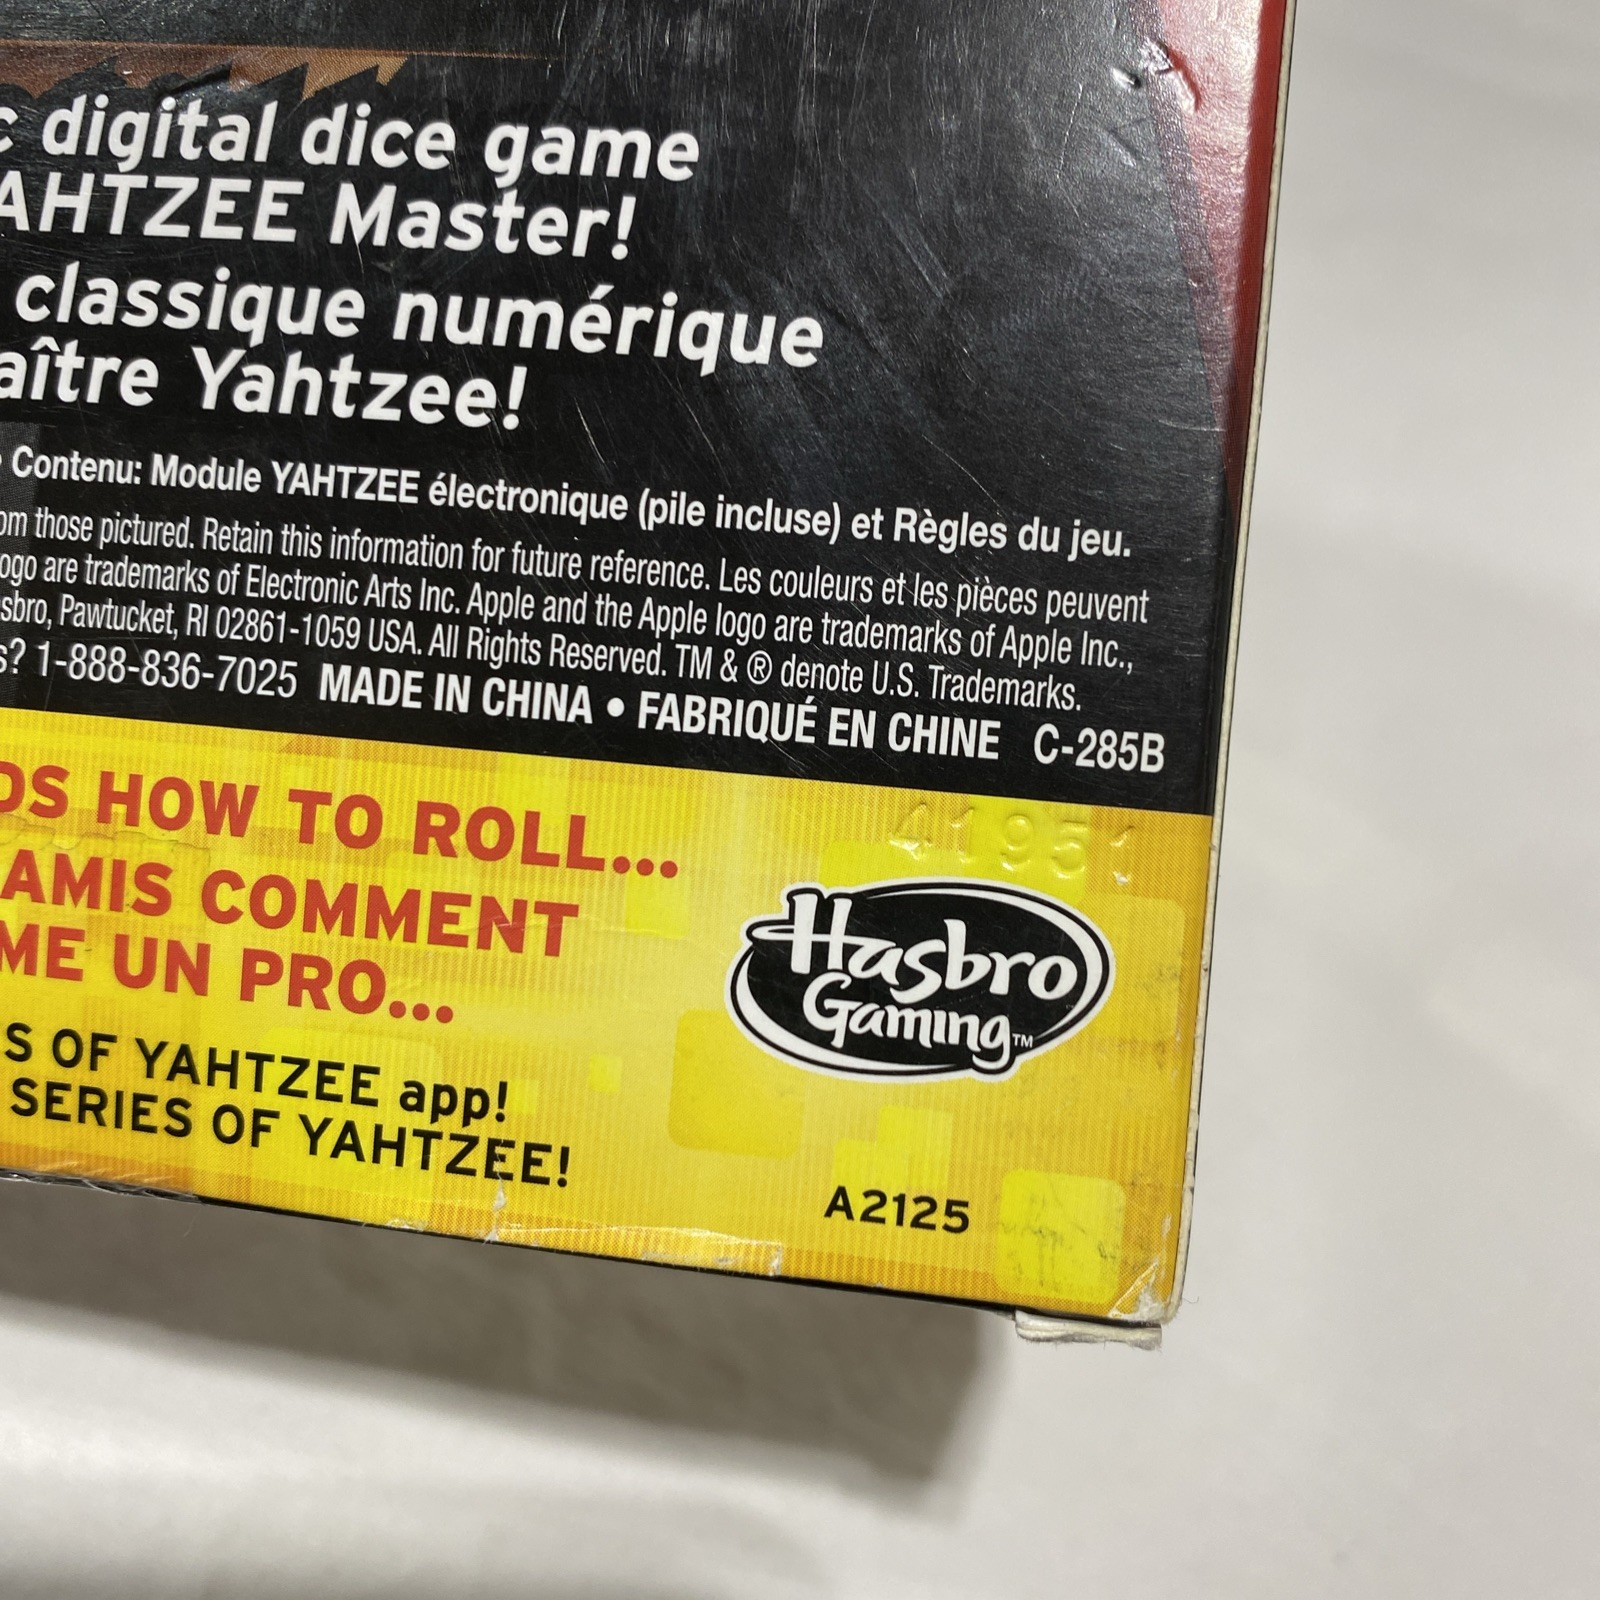 c digital dice game
AHTZEE Master!
classique numérique
aître Yahtzee!
• Contenu: Module YAHTZEE électronique (pile incluse) et Règles du jeu.
om those pictured. Retain this information for future reference. Les couleurs et les pièces peuvent
ogo are trademarks of Electronic Arts Inc. Apple and the Apple logo are trademarks of Apple Inc.,
sbro, Pawtucket, RI 02861-1059 USA. All Rights Reserved. TM & ® denote U.S. Trademarks.
s? 1-888-836-7025 MADE IN CHINA • FABRIQUÉ EN CHINE C-285B
DS HOW TO ROLL...
AMIS COMMENT
ME UN PRO...
41951
Hasbro
Gaming™
S OF YAHTZEE app!
SERIES OF YAHTZEE!
A2125